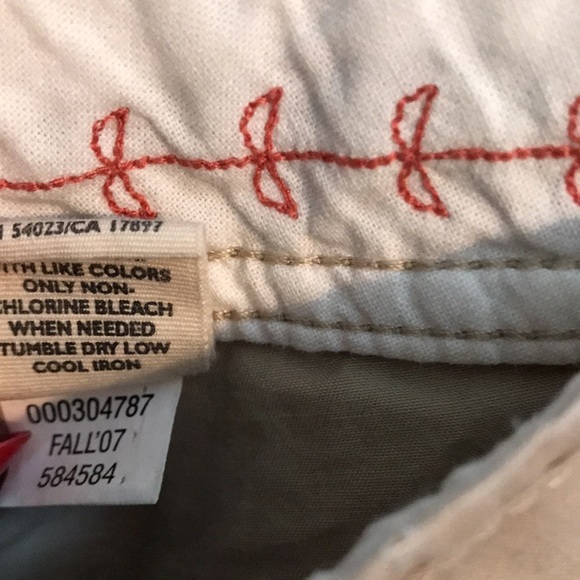 54023/CA 17897
WITH LIKE COLORS
ONLY NON-
CHLORINE BLEACH
WHEN NEEDED
TUMBLE DRY LOW
COOL IRON
000304787
FALL'07
584584